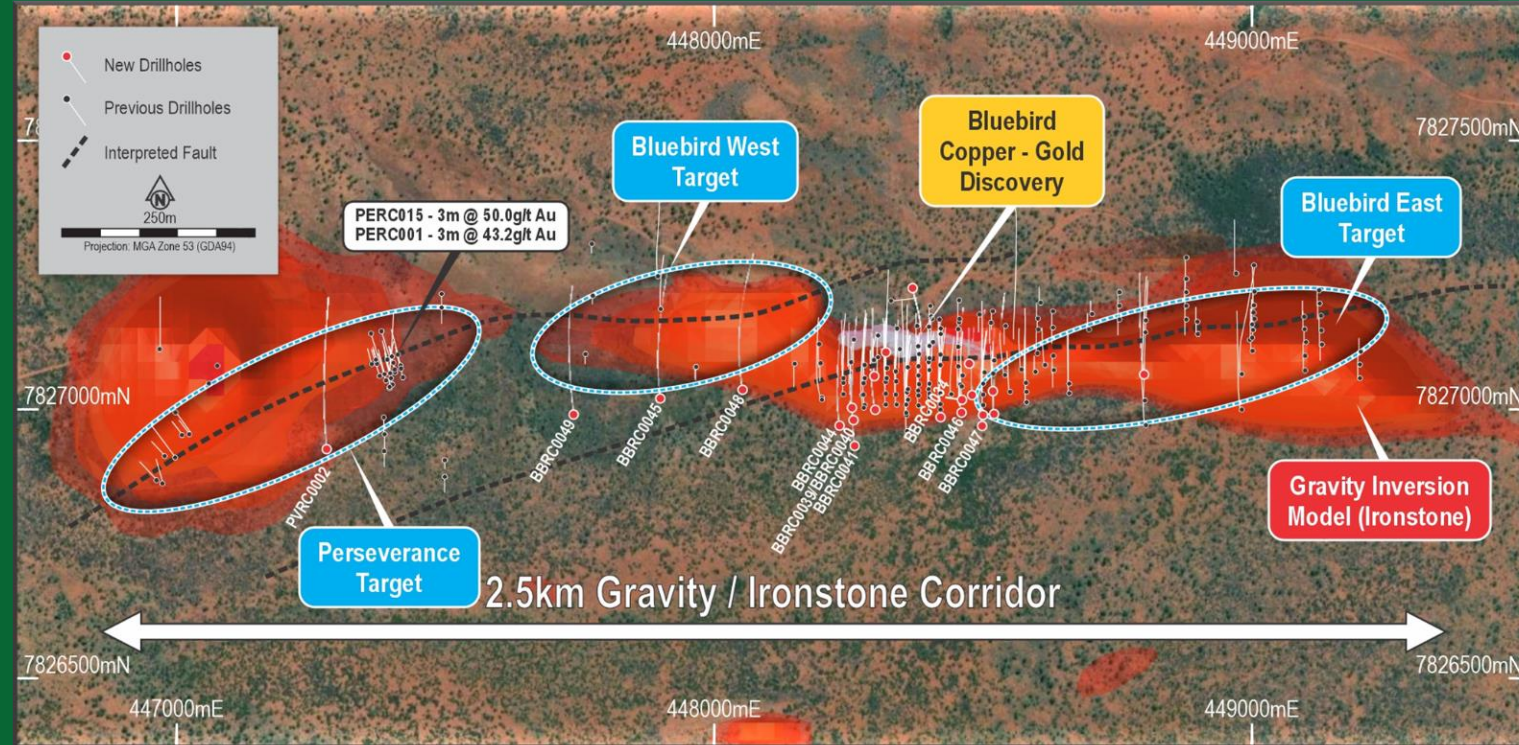 448000mE
449000mE
New Drillholes
Previous Drillholes
Interpreted Fault
N
250m
Projection: MGA Zone 53 (GDA94)
7827500mN
Bluebird West
Target
Bluebird
Copper - Gold
Discovery
Bluebird East
Target
PERC015 - 3m @ 50.0g/t Au
PERC001 - 3m @ 43.2g/t Au
7827000mN
7827000mN
PVRC0002
BBRC0049
BBRC0045
BBRC0048
BBRC0044
BBRC0039/BBRC0040
BBRC0041
BBRC0034
BBRC0046
BBRC0047
Gravity Inversion
Model (Ironstone)
Perseverance
Target
2.5km Gravity / Ironstone Corridor
7826500mN
7826500mN
447000mE
448000mE
449000mE